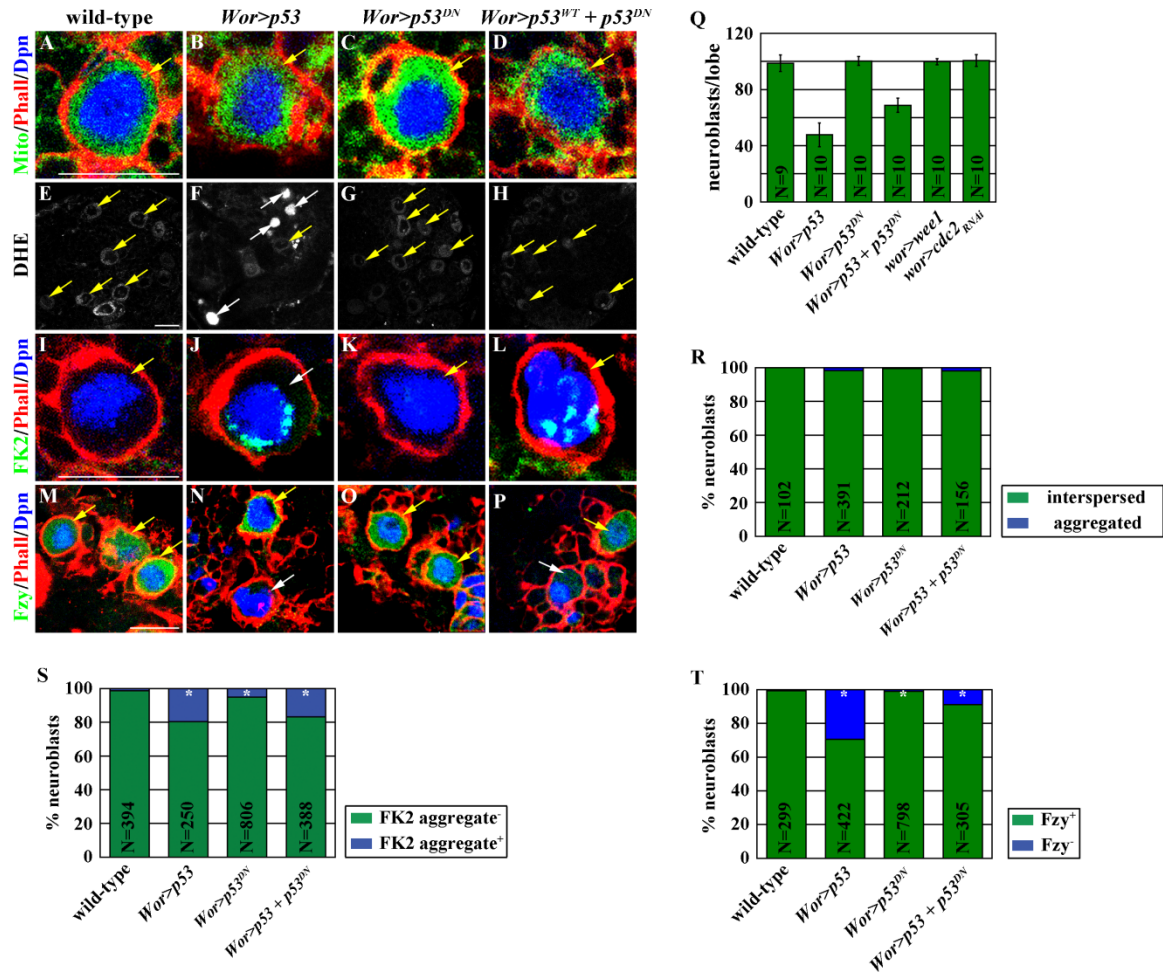 wild-type Wor>p53 Wor>p53DN Wor>p53WT + p53DN
Mito/Phall/Dpn
A B C D
DHE
E F G H
FK2/Phall/Dpn
I J K L
Fzy/Phall/Dpn
M N O P
Q
neuroblasts/lobe
120
100
80
60
40
0
N=9 N=10 N=10 N=10 N=10 N=10
wild-type
Wor>p53
Wor>p53DN
Wor>p53 + p53DN
wor>wee1
wor>cdc2RNAi
R
% neuroblasts
100
80
60
40
20
0
N=102 N=391 N=212 N=156
wild-type
Wor>p53
Wor>p53DN
Wor>p53 + p53DN
interspersed
aggregated
S
% neuroblasts
100
80
60
40
20
0
N=394 N=250 * N=806 * N=388 *
wild-type
Wor>p53
Wor>p53DN
Wor>p53 + p53DN
FK2 aggregate-
FK2 aggregate+
T
% neuroblasts
100
80
60
40
20
0
N=299 N=422 * N=798 * N=305 *
wild-type
Wor>p53
Wor>p53DN
Wor>p53 + p53DN
Fzy+
Fzy-